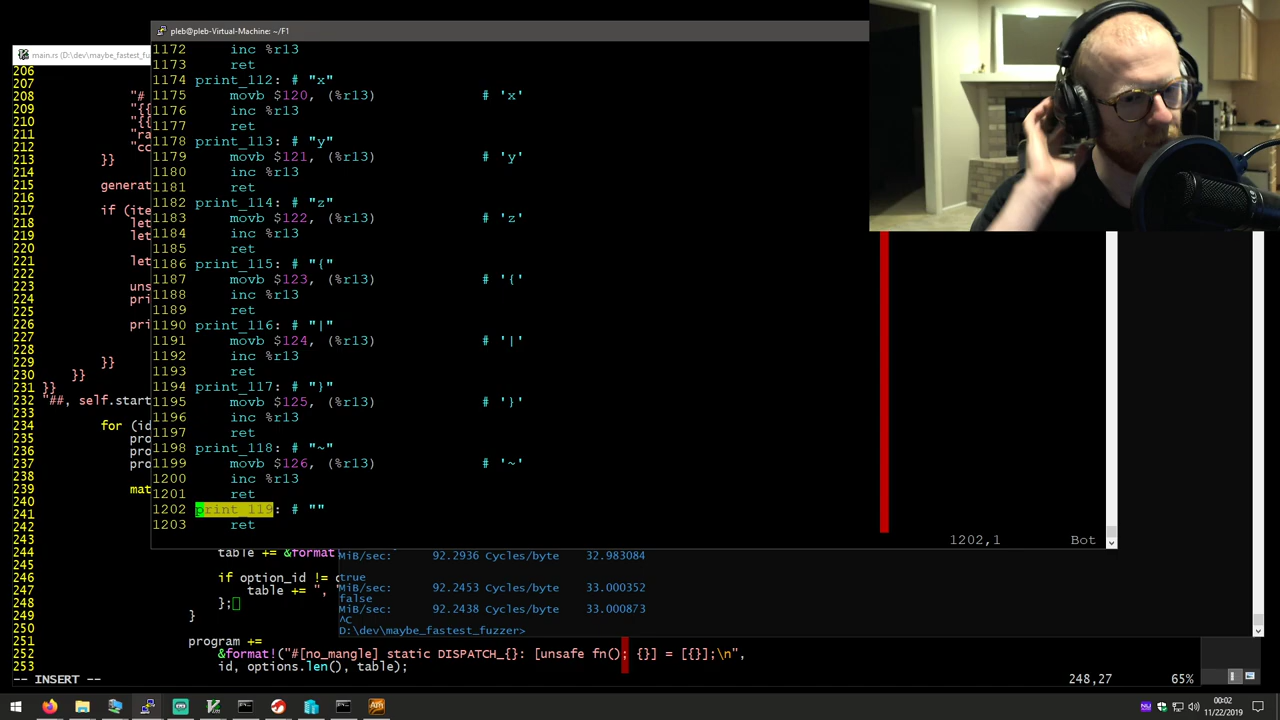 pleb@pleb-Virtual-Machine: ~/F1
main.rs (D:\dev\maybe_fastest_fu
1172 inc %r13
1173 ret
1174 print_112: # "x"
1175 movb $120, (%r13) # 'x'
1176 inc %r13
1177 ret
1178 print_113: # "y"
1179 movb $121, (%r13) # 'y'
1180 inc %r13
1181 ret
1182 print_114: # "z"
1183 movb $122, (%r13) # 'z'
1184 inc %r13
1185 ret
1186 print_115: # "{"
1187 movb $123, (%r13) # '{'
1188 inc %r13
1189 ret
1190 print_116: # "|"
1191 movb $124, (%r13) # '|'
1192 inc %r13
1193 ret
1194 print_117: # "}"
1195 movb $125, (%r13) # '}'
1196 inc %r13
1197 ret
1198 print_118: # "~"
1199 movb $126, (%r13) # '~'
1200 inc %r13
1201 ret
1202 print_119: # ""
1203 ret
1202,1 Bot
206
207
208 "#
209 "{{
210 "{{
211 "ra
212 "cc
213 }}
214
215 generat
216
217 if (ite
218 let
219 let
220
221 let
222
223 uns
224 pri
225
226 pri
227
228
229 }}
230 }}
231 }}
232 "##, self.start
233
234 for (id
235 pro
236 pro
237 pro
238
239 mat
240
241
242
243
244 table += &format
245
246 if option_id != c
247 table += ", "
248 };
249 }
250
251 program +=
252 &format!("#[no_mangle] static DISPATCH_{}: [unsafe fn(); {}] = [{}];\n",
253 id, options.len(), table);
-- INSERT -- 248,27 65%
MiB/sec: 92.2936 Cycles/byte 32.983084
true
MiB/sec: 92.2453 Cycles/byte 33.000352
false
MiB/sec: 92.2438 Cycles/byte 33.000873
^C
D:\dev\maybe_fastest_fuzzer>
00:02
11/22/2019